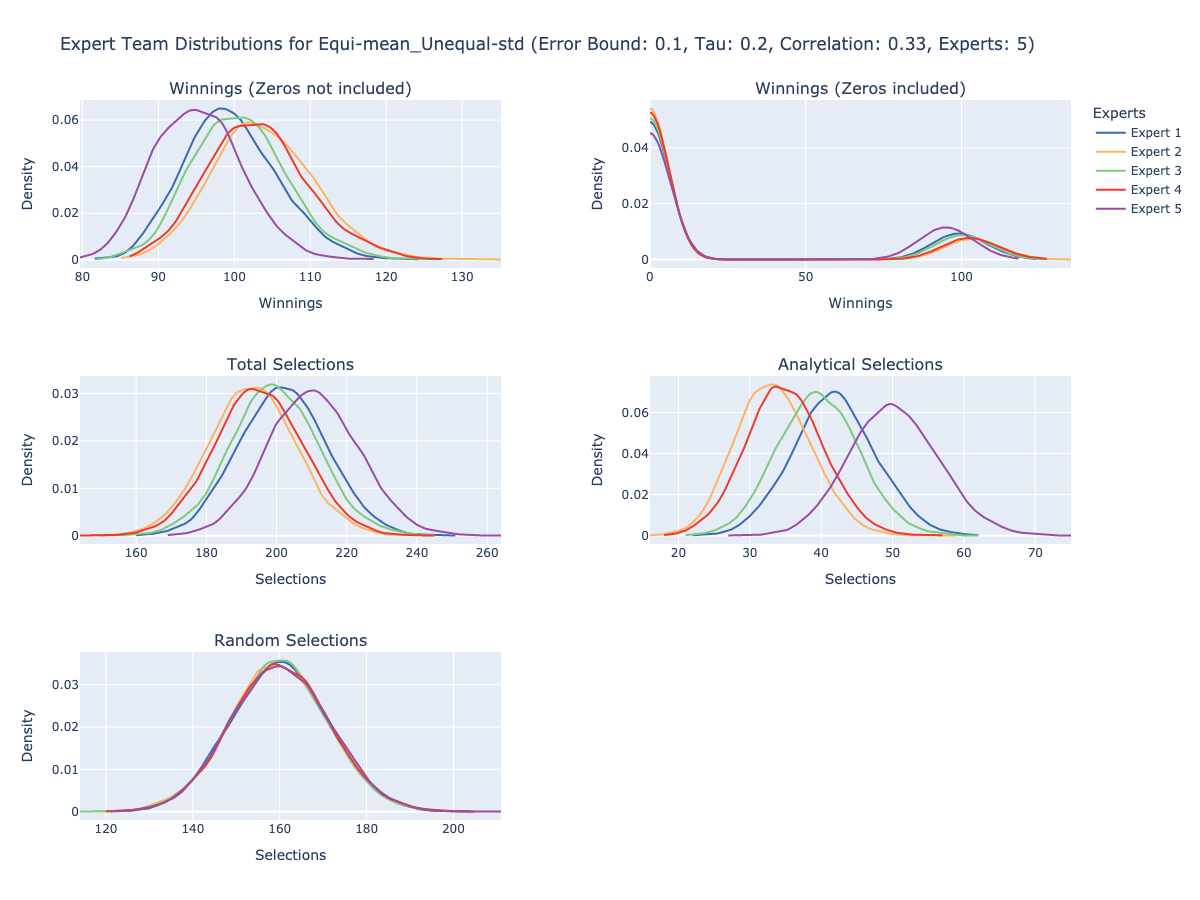 Expert Team Distributions for Equi-mean_Unequal-std (Error Bound: 0.1, Tau: 0.2, Correlation: 0.33, Experts: 5)
Winnings (Zeros not included)
0.06
0.04
0.02
0
Density
80 90 100 110 120 130
Winnings
Winnings (Zeros included)
0.04
0.02
0
Density
0 50 100
Winnings
Experts
Expert 1
Expert 2
Expert 3
Expert 4
Expert 5
Total Selections
0.03
0.02
0.01
0
Density
160 180 200 220 240 260
Selections
Analytical Selections
0.06
0.04
0.02
0
Density
20 30 40 50 60 70
Selections
Random Selections
0.03
0.02
0.01
0
Density
120 140 160 180 200
Selections